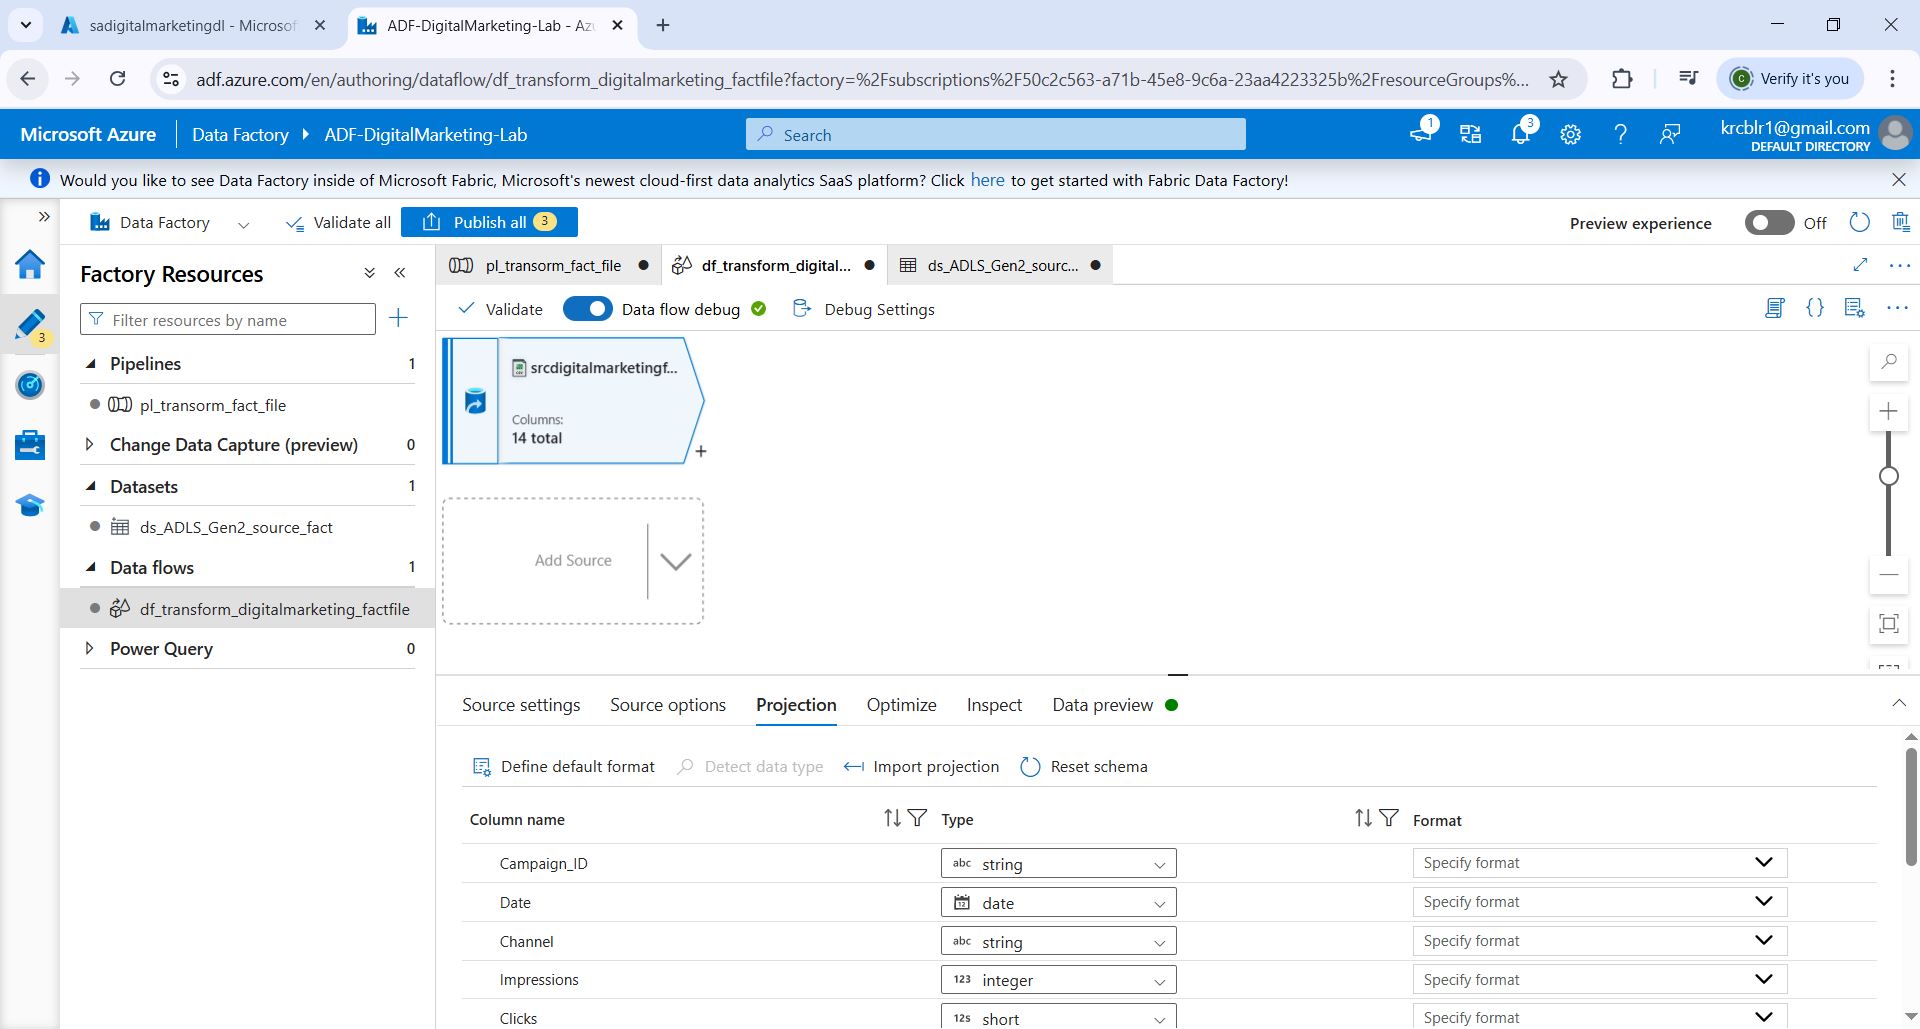 sadigitalmarketingdl - Microsof
ADF-DigitalMarketing-Lab - Az
adf.azure.com/en/authoring/dataflow/df_transform_digitalmarketing_factfile?factory=%2Fsubscriptions%2F50c2c563-a71b-45e8-9c6a-23aa4223325b%2FresourceGroups%...
C
Verify it's you
Microsoft Azure
Data Factory
ADF-DigitalMarketing-Lab
Search
1
3
krcblr1@gmail.com
DEFAULT DIRECTORY
Would you like to see Data Factory inside of Microsoft Fabric, Microsoft's newest cloud-first data analytics SaaS platform? Click here to get started with Fabric Data Factory!
Data Factory
Validate all
Publish all 3
Preview experience
Off
Factory Resources
Filter resources by name
3
Pipelines 1
pl_transorm_fact_file
Change Data Capture (preview) 0
Datasets 1
ds_ADLS_Gen2_source_fact
Data flows 1
df_transform_digitalmarketing_factfile
Power Query 0
pl_transorm_fact_file
df_transform_digital...
ds_ADLS_Gen2_sourc...
Validate
Data flow debug
Debug Settings
srcdigitalmarketingf...
Columns:
14 total
Add Source
Source settings
Source options
Projection
Optimize
Inspect
Data preview
Define default format
Detect data type
Import projection
Reset schema
Column name Type Format
Campaign_ID abc string Specify format
Date 12 date Specify format
Channel abc string Specify format
Impressions 123 integer Specify format
Clicks 12s short Specify format